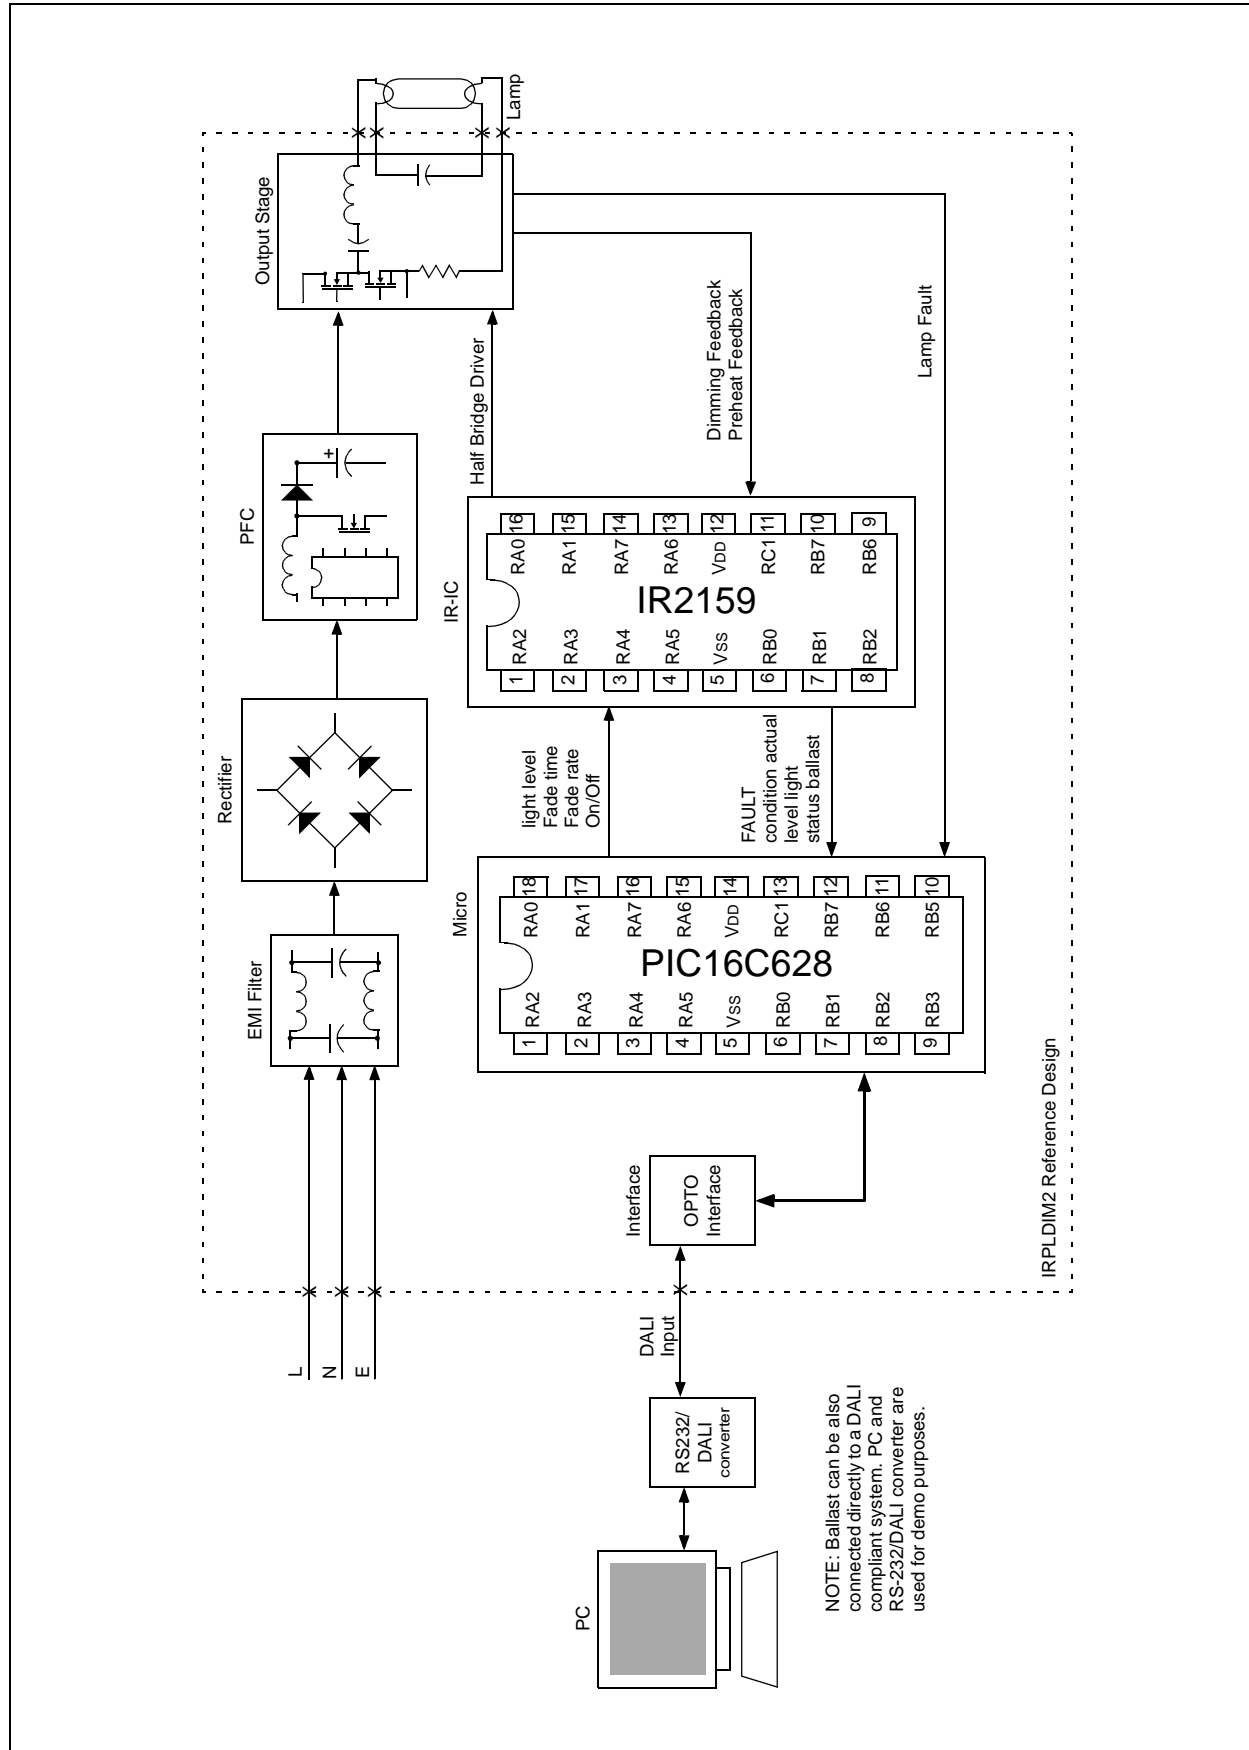 L
N
E
EMI Filter
Rectifier
PFC
+
Output Stage
Lamp
Half Bridge Driver
Micro
1 RA2 RA0 18
2 RA3 RA1 17
3 RA4 RA7 16
4 RA5 RA6 15
5 VSS VDD 14
6 RB0 RC1 13
7 RB1 RB7 12
8 RB2 RB6 11
9 RB3 RB5 10
PIC16C628
light level
Fade time
Fade rate
On/Off
FAULT
condition actual
level light
status ballast
IR-IC
1 RA2 RA0 16
2 RA3 RA1 15
3 RA4 RA7 14
4 RA5 RA6 13
5 VSS VDD 12
6 RB0 RC1 11
7 RB1 RB7 10
8 RB2 RB6 9
IR2159
Dimming Feedback
Preheat Feedback
Lamp Fault
PC
RS232/
DALI
converter
DALI
Input
Interface
OPTO
Interface
IRPLDIM2 Reference Design
NOTE: Ballast can be also
connected directly to a DALI
compliant system. PC and
RS-232/DALI converter are
used for demo purposes.